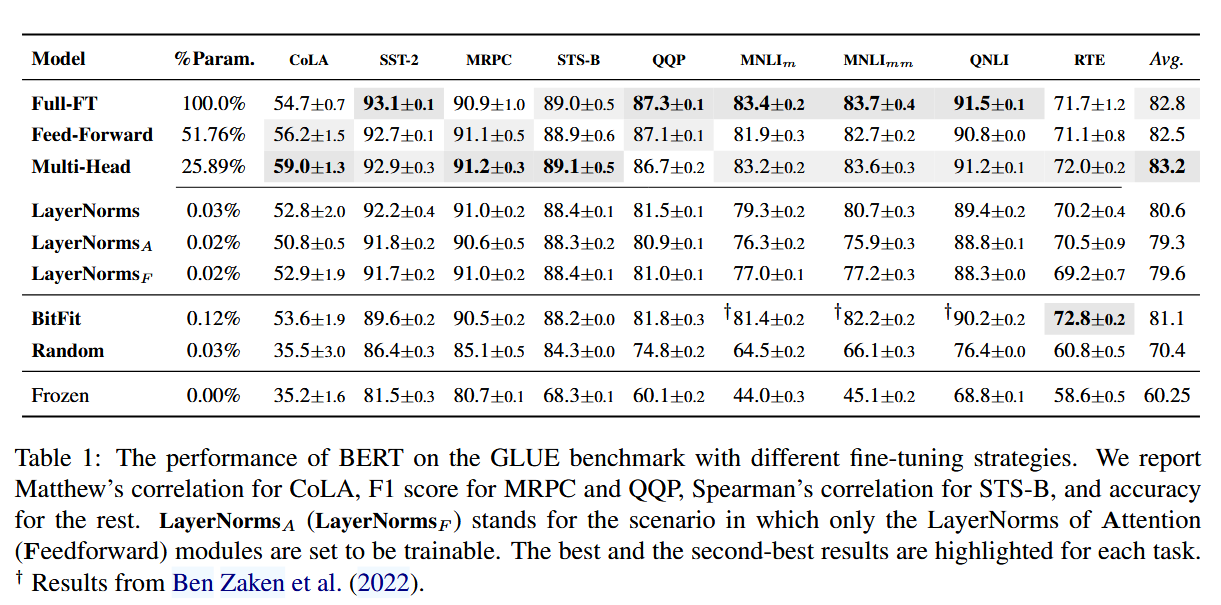 Model %Param. CoLA SST-2 MRPC STS-B QQP MNLIm MNLImm QNLI RTE Avg.
Full-FT 100.0% 54.7±0.7 93.1±0.1 90.9±1.0 89.0±0.5 87.3±0.1 83.4±0.2 83.7±0.4 91.5±0.1 71.7±1.2 82.8
Feed-Forward 51.76% 56.2±1.5 92.7±0.1 91.1±0.5 88.9±0.6 87.1±0.1 81.9±0.3 82.7±0.2 90.8±0.0 71.1±0.8 82.5
Multi-Head 25.89% 59.0±1.3 92.9±0.3 91.2±0.3 89.1±0.5 86.7±0.2 83.2±0.2 83.6±0.3 91.2±0.1 72.0±0.2 83.2
LayerNorms 0.03% 52.8±2.0 92.2±0.4 91.0±0.2 88.4±0.1 81.5±0.1 79.3±0.2 80.7±0.3 89.4±0.2 70.2±0.4 80.6
LayerNormsA 0.02% 50.8±0.5 91.8±0.2 90.6±0.5 88.3±0.2 80.9±0.1 76.3±0.2 75.9±0.3 88.8±0.1 70.5±0.9 79.3
LayerNormsF 0.02% 52.9±1.9 91.7±0.2 91.0±0.2 88.4±0.1 81.0±0.1 77.0±0.1 77.2±0.3 88.3±0.0 69.2±0.7 79.6
BitFit 0.12% 53.6±1.9 89.6±0.2 90.5±0.2 88.2±0.0 81.8±0.3 †81.4±0.2 †82.2±0.2 †90.2±0.2 72.8±0.2 81.1
Random 0.03% 35.5±3.0 86.4±0.3 85.1±0.5 84.3±0.0 74.8±0.2 64.5±0.2 66.1±0.3 76.4±0.0 60.8±0.5 70.4
Frozen 0.00% 35.2±1.6 81.5±0.3 80.7±0.1 68.3±0.1 60.1±0.2 44.0±0.3 45.1±0.2 68.8±0.1 58.6±0.5 60.25
Table 1: The performance of BERT on the GLUE benchmark with different fine-tuning strategies. We report
Matthew's correlation for CoLA, F1 score for MRPC and QQP, Spearman's correlation for STS-B, and accuracy
for the rest. LayerNormsA (LayerNormsF) stands for the scenario in which only the LayerNorms of Attention
(Feedforward) modules are set to be trainable. The best and the second-best results are highlighted for each task.
† Results from Ben Zaken et al. (2022).